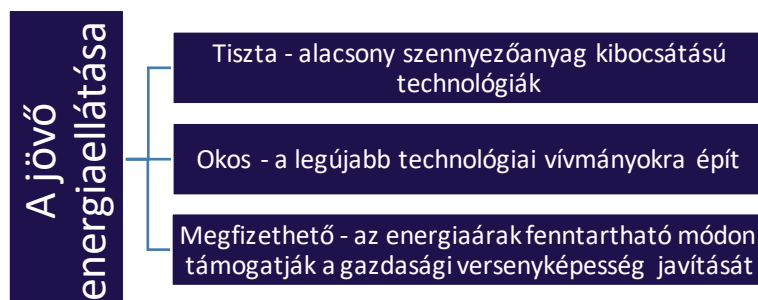 A jövő
energiaellátása
Tiszta - alacsony szennyezőanyag kibocsátású
technológiák
Okos - a legújabb technológiai vívmányokra épít
Megfizethető - az energiaárak fenntartható módon
támogatják a gazdasági versenyképesség javítását